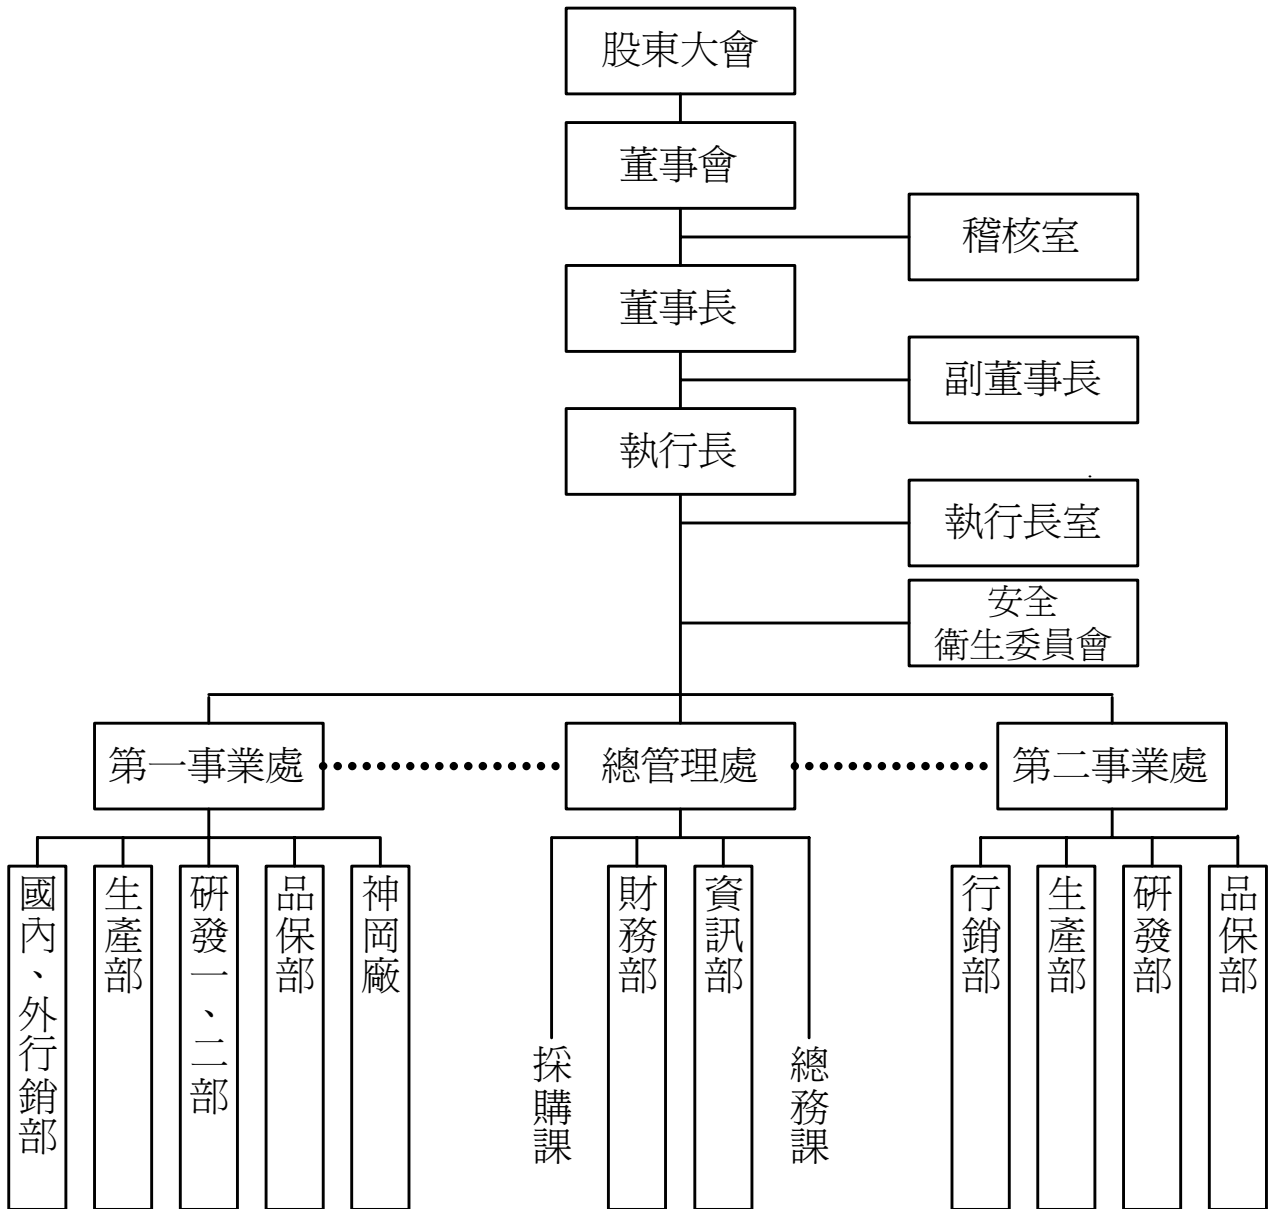 股東大會
董事會
稽核室
董事長
副董事長
執行長
執行長室
安全
衛生委員會
第一事業處
總管理處
第二事業處
國內、外行銷部
生產部
研發一、二部
品保部
神岡廠
採購課
財務部
資訊部
總務課
行銷部
生產部
研發部
品保部